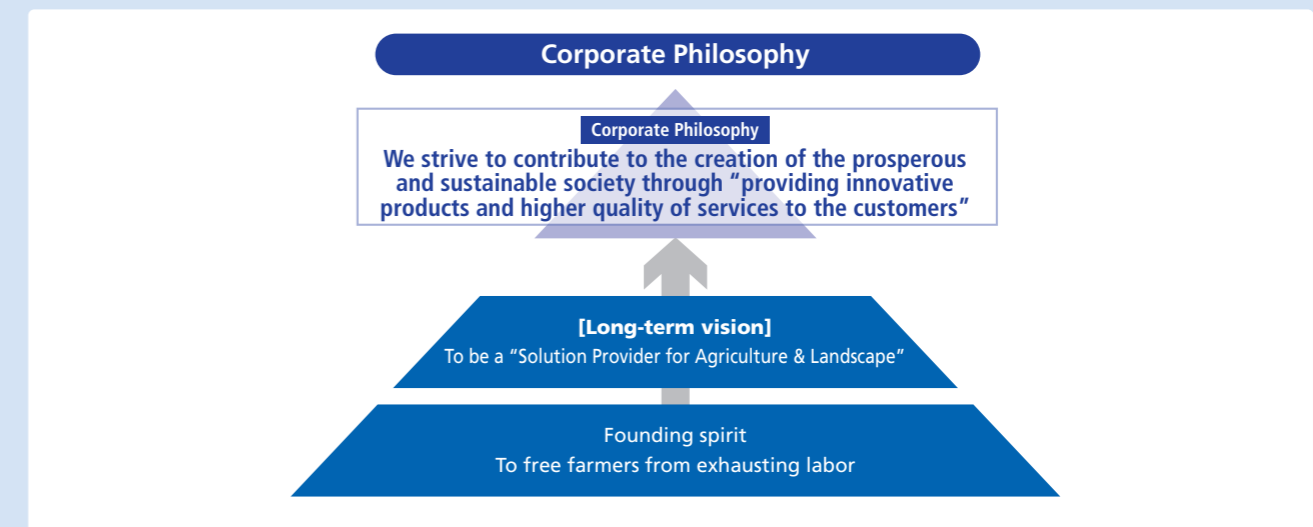 Corporate Philosophy
Corporate Philosophy
We strive to contribute to the creation of the prosperous
and sustainable society through “providing innovative
products and higher quality of services to the customers”
[Long-term vision]
To be a “Solution Provider for Agriculture & Landscape”
Founding spirit
To free farmers from exhausting labor